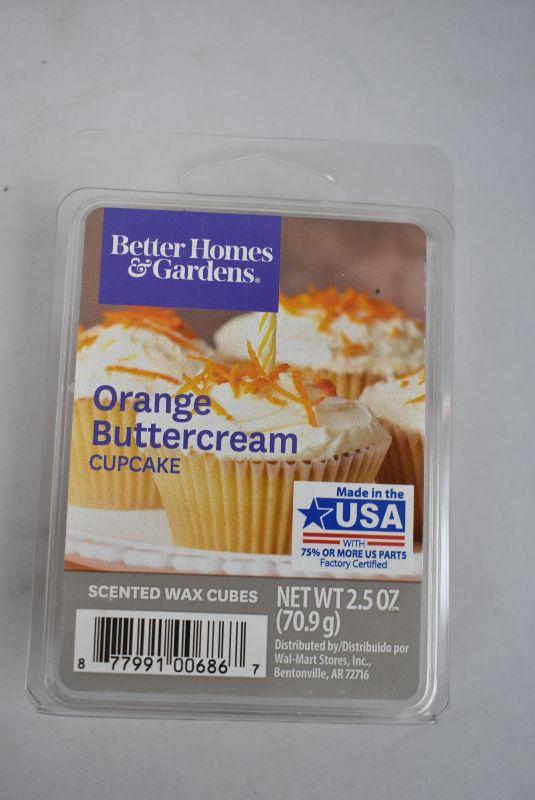 Better Homes
& Gardens®
Orange
Buttercream
CUPCAKE
Made in the
USA
WITH
75% OR MORE US PARTS
Factory Certified
SCENTED WAX CUBES
NET WT 2.5 OZ
(70.9 g)
Distributed by/Distribuido por
Wal-Mart Stores, Inc.,
Bentonville, AR 72716
8 77991 00686 7